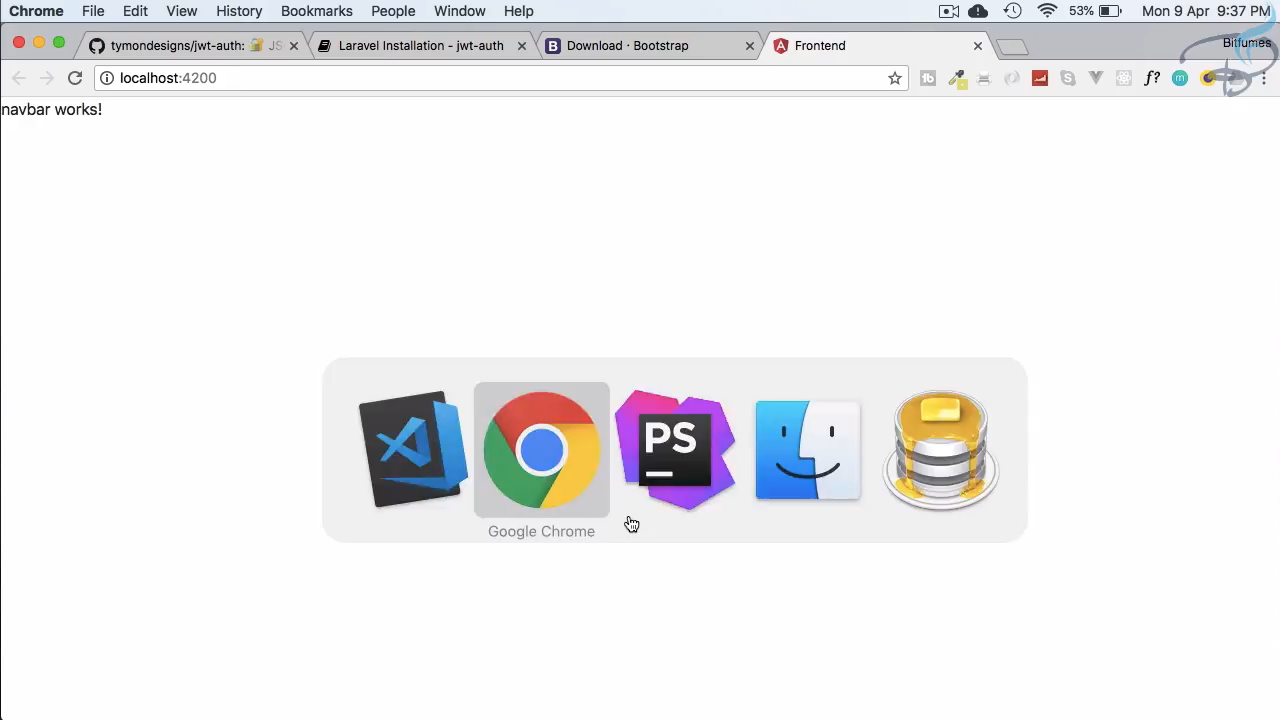 Chrome File Edit View History Bookmarks People Window Help 53% Mon 9 Apr 9:37 PM
tymondesigns/jwt-auth: 🔐 JS Laravel Installation - jwt-auth Download · Bootstrap Frontend Bitfumes
localhost:4200
f?
m
navbar works!
PS
Google Chrome